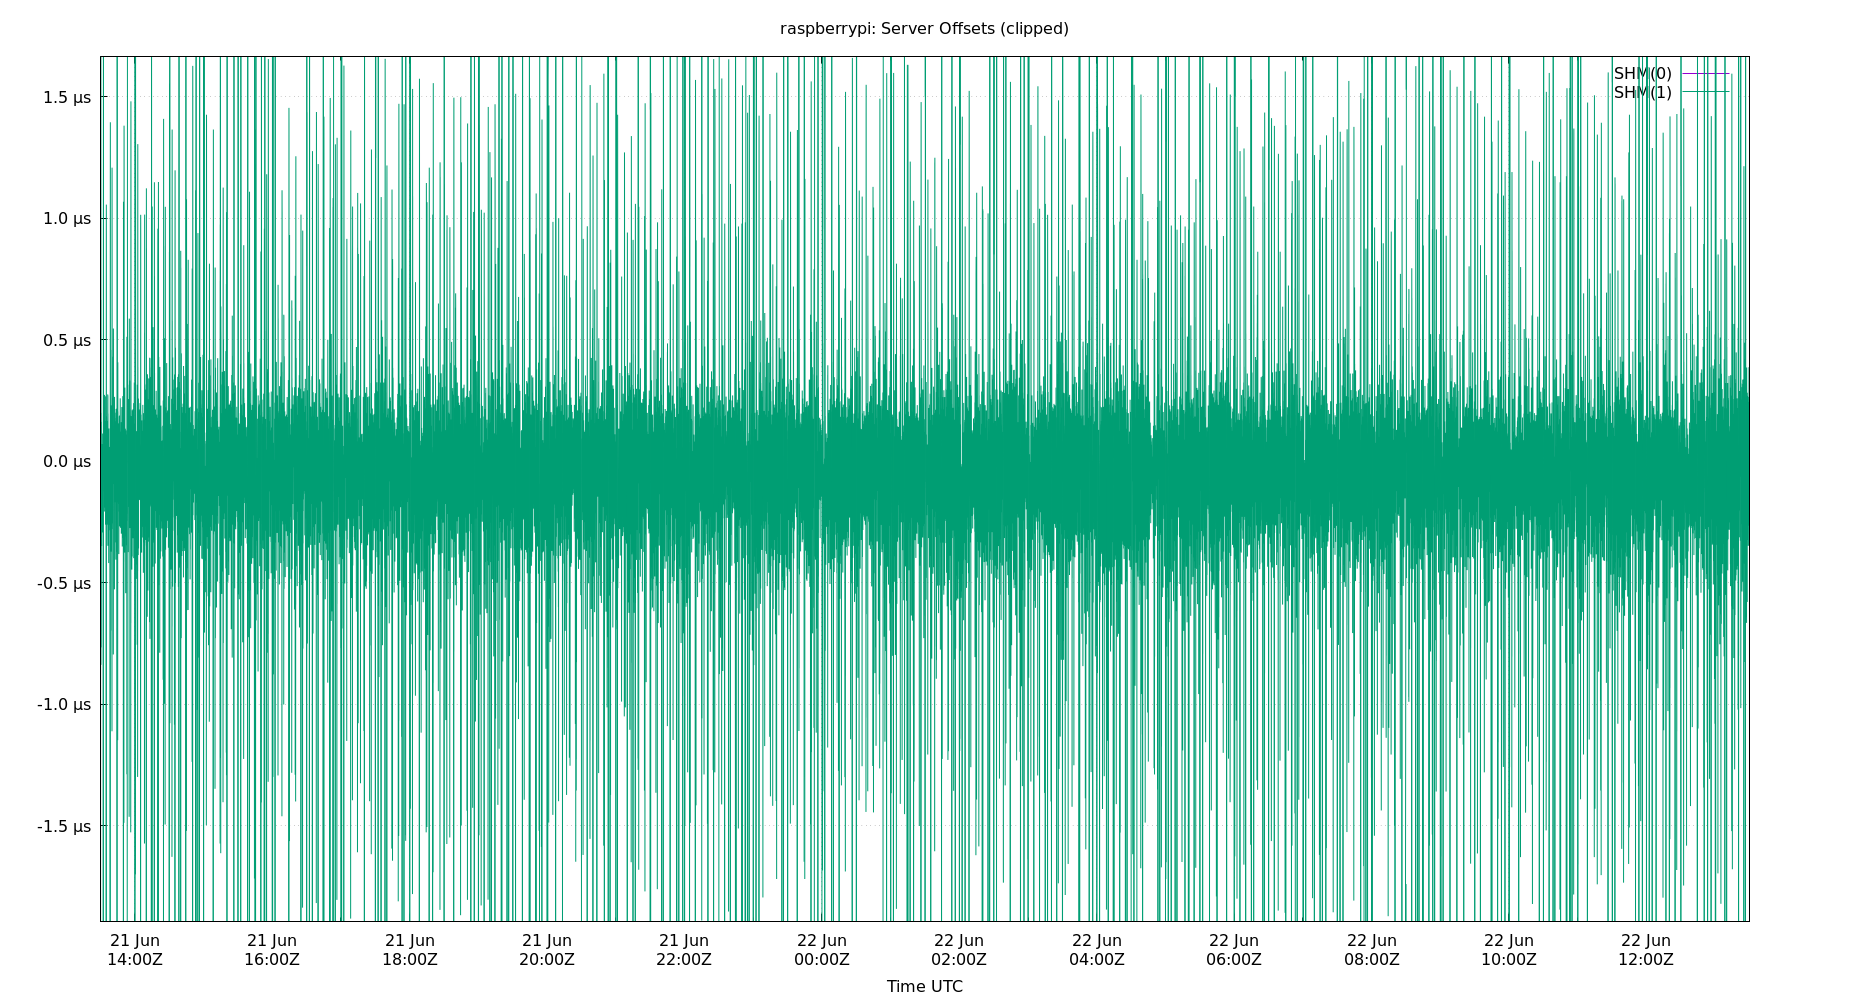 raspberrypi: Server Offsets (clipped)
SHM(0)
SHM(1)
1.5 µs
1.0 µs
0.5 µs
0.0 µs
-0.5 µs
-1.0 µs
-1.5 µs
21 Jun 21 Jun 21 Jun 21 Jun 21 Jun 22 Jun 22 Jun 22 Jun 22 Jun 22 Jun 22 Jun 22 Jun
14:00Z 16:00Z 18:00Z 20:00Z 22:00Z 00:00Z 02:00Z 04:00Z 06:00Z 08:00Z 10:00Z 12:00Z
Time UTC